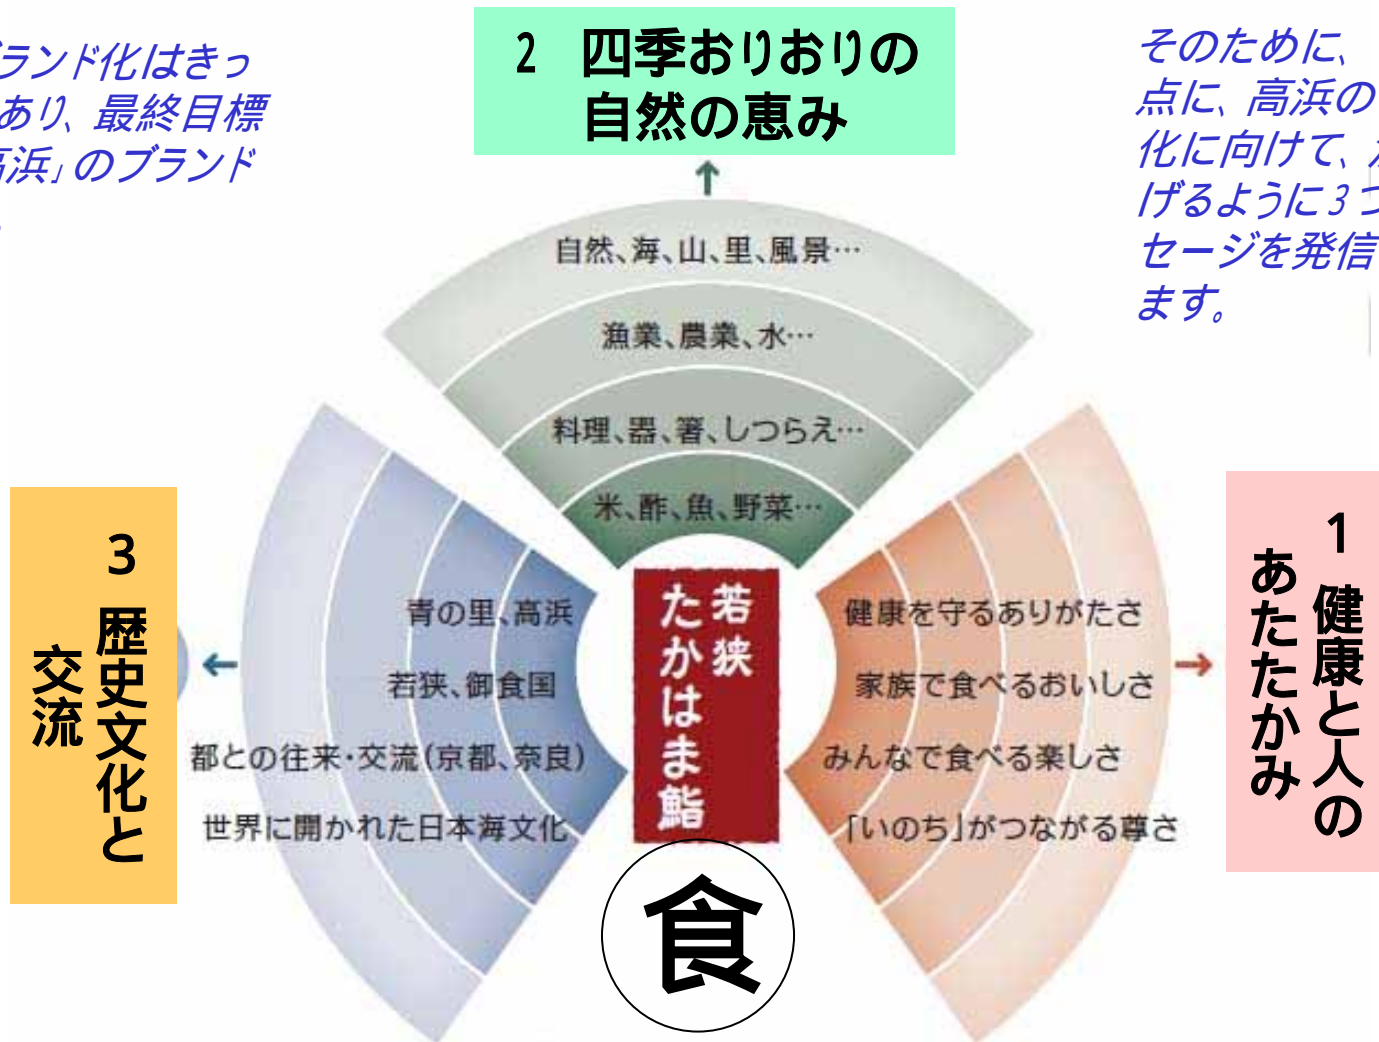 ランド化はきっ
あり、最終目標
浜」のブランド
2 四季おりおりの
自然の恵み
そのために、
点に、高浜の
化に向けて、
げるように3つ
セージを発信
ます。
自然、海、山、里、風景…
漁業、農業、水…
料理、器、箸、しつらえ…
米、酢、魚、野菜…
3 歴史文化と
交流
青の里、高浜
若狭、御食国
都との往来・交流(京都、奈良)
世界に開かれた日本海文化
若狭
たかはま鮨
食
健康を守るありがたさ
家族で食べるおいしさ
みんなで食べる楽しさ
「いのち」がつながる尊さ
1 健康と人の
あたたかみ